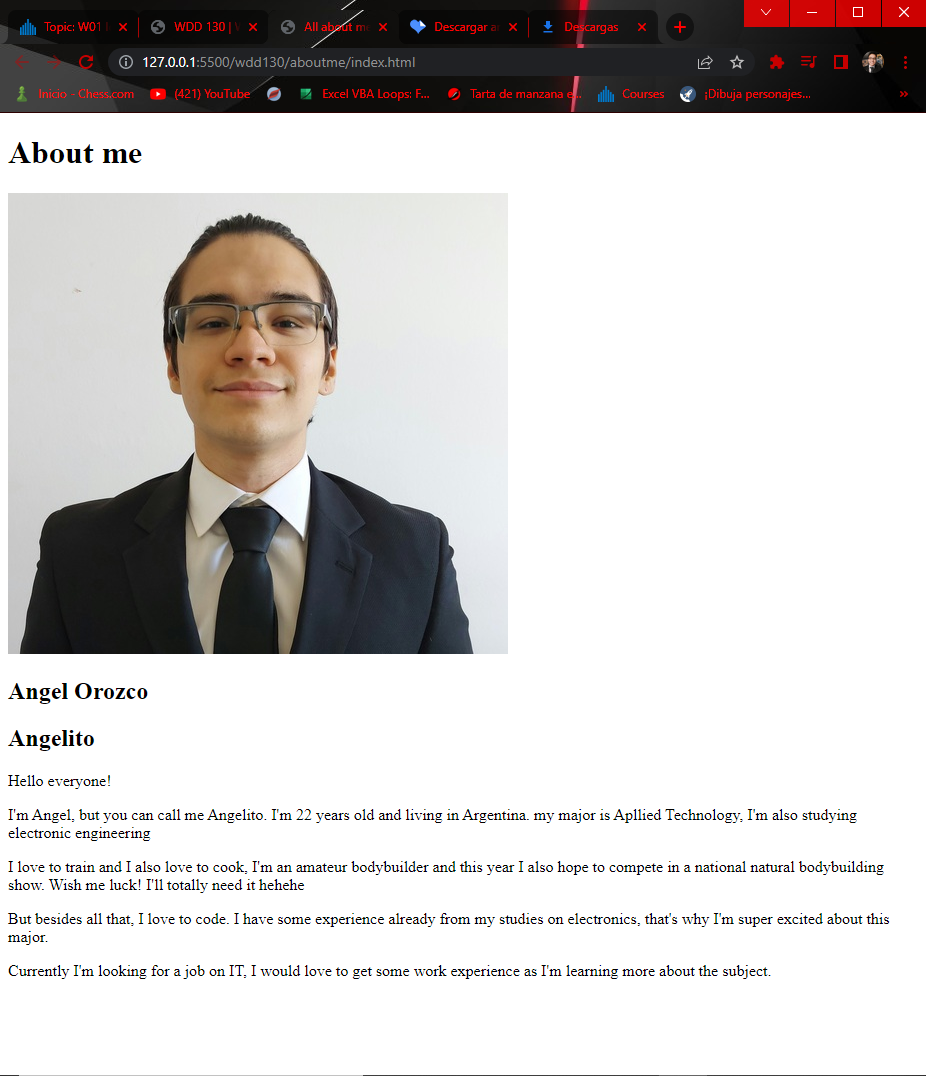 Topic: W01
WDD 130 |
All about me
Descargar a
Descargas
127.0.0.1:5500/wdd130/aboutme/index.html
Inicio - Chess.com
(421) YouTube
Excel VBA Loops: F...
Tarta de manzana e...
Courses
¡Dibuja personajes...
»
About me
Angel Orozco
Angelito
Hello everyone!
I'm Angel, but you can call me Angelito. I'm 22 years old and living in Argentina. my major is Apllied Technology, I'm also studying
electronic engineering
I love to train and I also love to cook, I'm an amateur bodybuilder and this year I also hope to compete in a national natural bodybuilding
show. Wish me luck! I'll totally need it hehehe
But besides all that, I love to code. I have some experience already from my studies on electronics, that's why I'm super excited about this
major.
Currently I'm looking for a job on IT, I would love to get some work experience as I'm learning more about the subject.